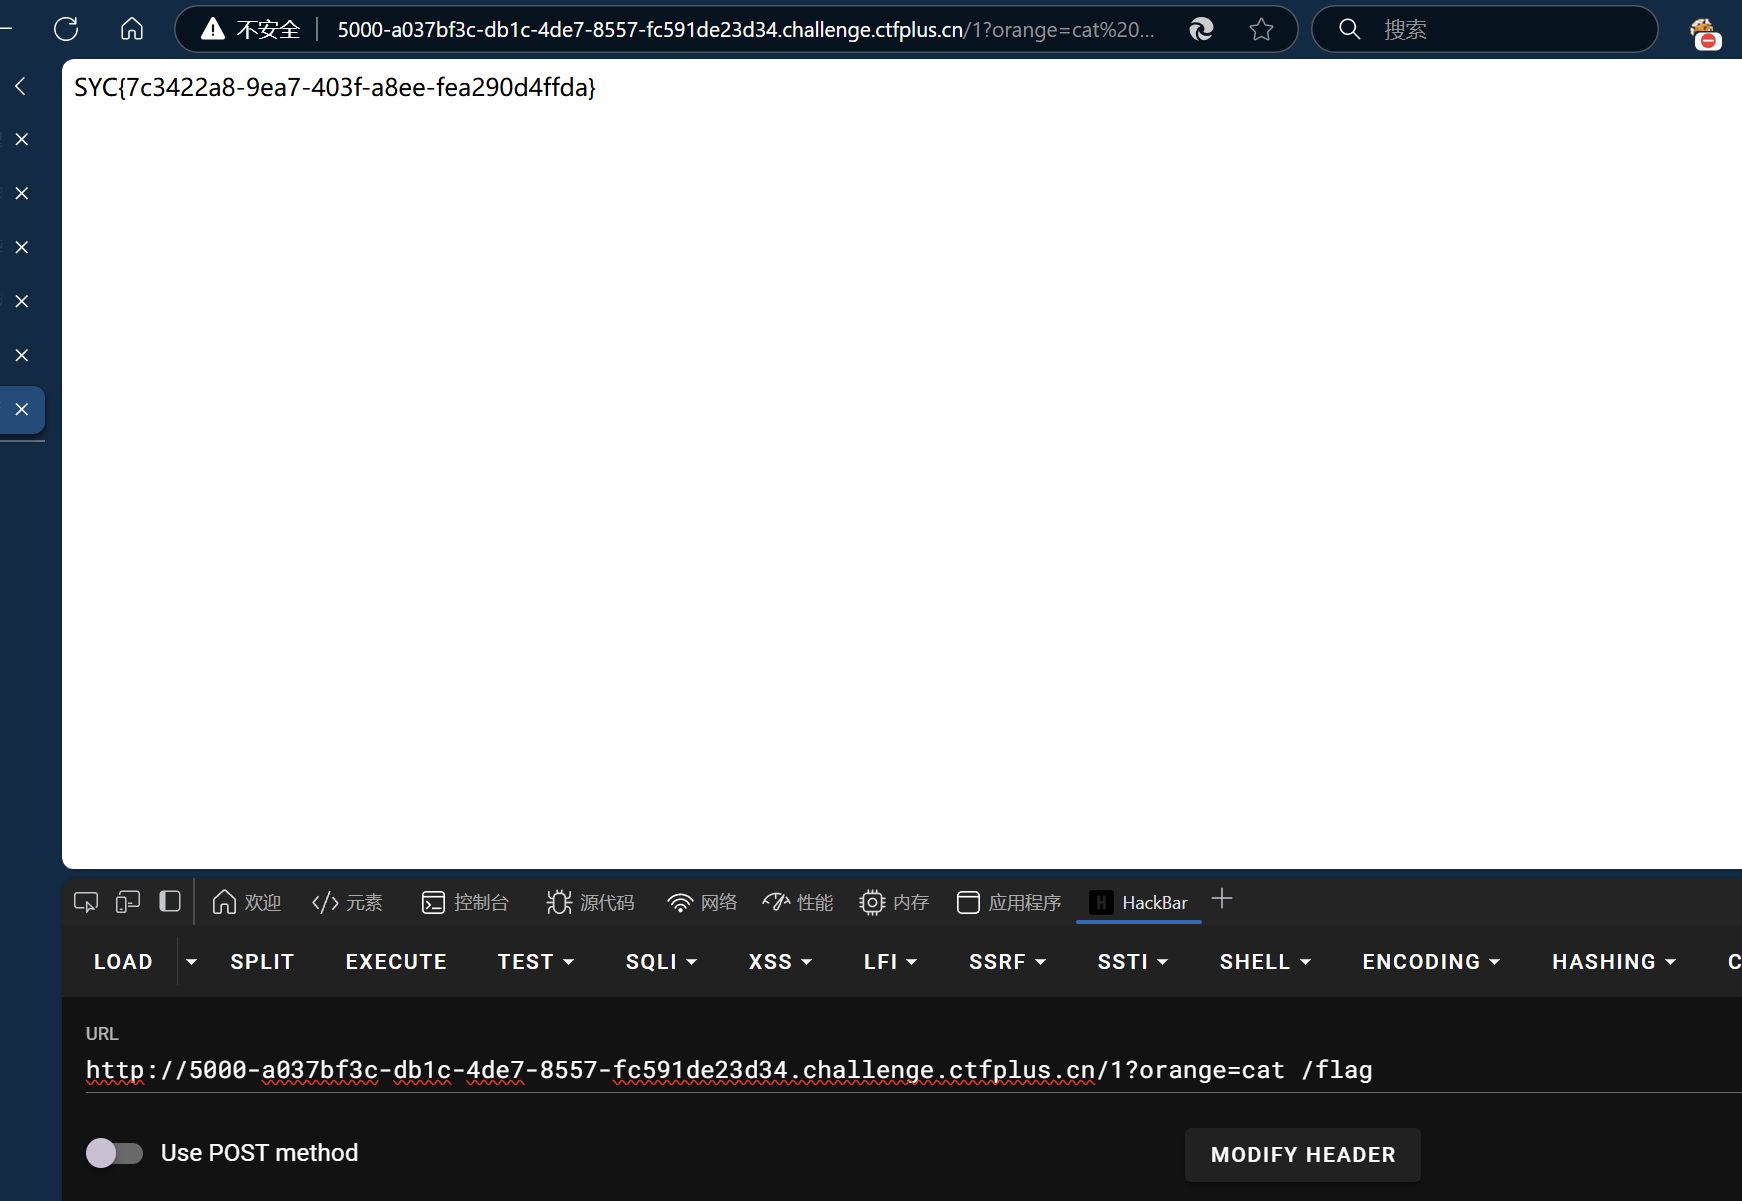 不安全 5000-a037bf3c-db1c-4de7-8557-fc591de23d34.challenge.ctfplus.cn/1?orange=cat%20... 搜索
SYC{7c3422a8-9ea7-403f-a8ee-fea290d4ffda}
欢迎 元素 控制台 源代码 网络 性能 内存 应用程序 H HackBar
LOAD SPLIT EXECUTE TEST SQLI XSS LFI SSRF SSTI SHELL ENCODING HASHING C
URL
http://5000-a037bf3c-db1c-4de7-8557-fc591de23d34.challenge.ctfplus.cn/1?orange=cat /flag
Use POST method MODIFY HEADER